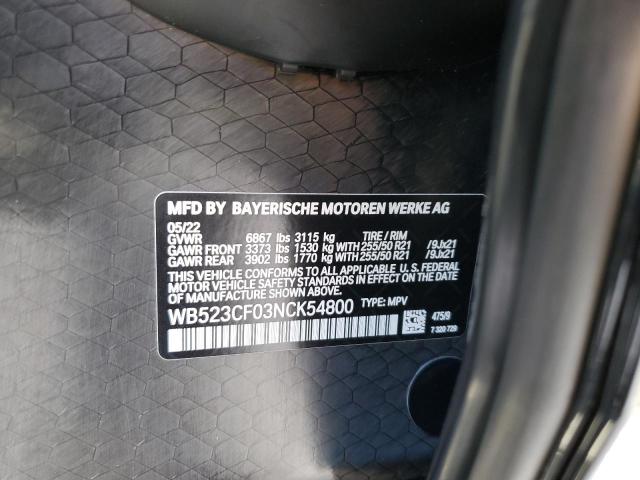 MFD BY BAYERISCHE MOTOREN WERKE AG
05/22
GVWR 6867 lbs 3115 kg TIRE / RIM
GAWR FRONT 3373 lbs 1530 kg WITH 255/50 R21 /9Jx21
GAWR REAR 3902 lbs 1770 kg WITH 255/50 R21 /9Jx21
THIS VEHICLE CONFORMS TO ALL APPLICABLE U.S. FEDERAL
MOTOR VEHICLE SAFETY STANDARDS IN EFFECT ON THE DATE
OF MANUFACTURE SHOWN ABOVE.
WB523CF03NCK54800 TYPE: MPV
475/9
7 320 729